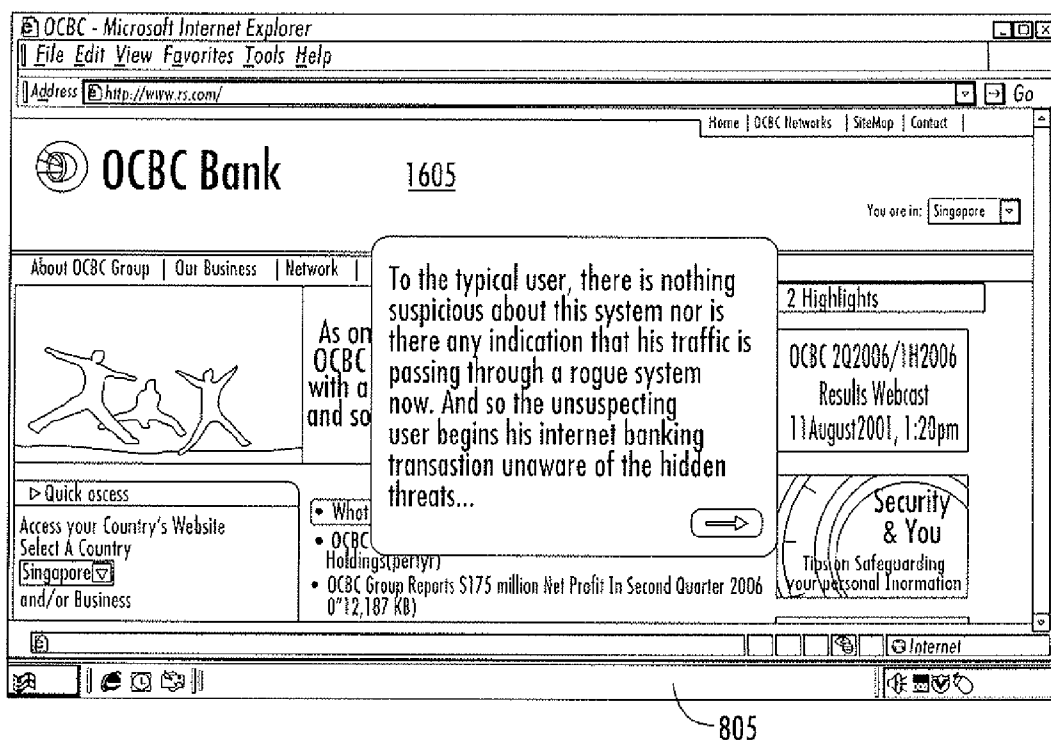 OCBC - Microsoft Internet Explorer
File Edit View Favorites Tools Help
Address http://www.rs.com/ Go
Home | OCBC Networks | SiteMap | Contact |
OCBC Bank
1605
You are in: Singapore
About OCBC Group | Our Business | Network |
To the typical user, there is nothing
suspicious about this system nor is
there any indication that his traffic is
passing through a rogue system
now. And so the unsuspecting
user begins his internet banking
transastion unaware of the hidden
threats...
As on
OCBC
with a
and so
2 Highlights
OCBC 2Q2006/1H2006
Results Webcast
11August2001, 1:20pm
Quick ascess
Access your Country's Website
Select A Country
Singapore
and/or Business
• What
• OCBC
Holdings(pertyr)
• OCBC Group Reports S175 million Net Profit In Second Quarter 2006
0"12,187 KB)
Security
& You
Tips on Safeguarding
your personal Inormation
Internet
805